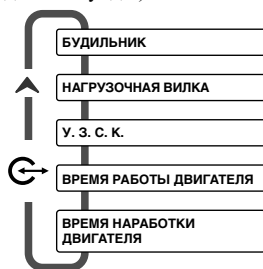 БУДИЛЬНИК
НАГРУЗОЧНАЯ ВИЛКА
У. З. С. К.
ВРЕМЯ РАБОТЫ ДВИГАТЕЛЯ
ВРЕМЯ НАРАБОТКИ
ДВИГАТЕЛЯ